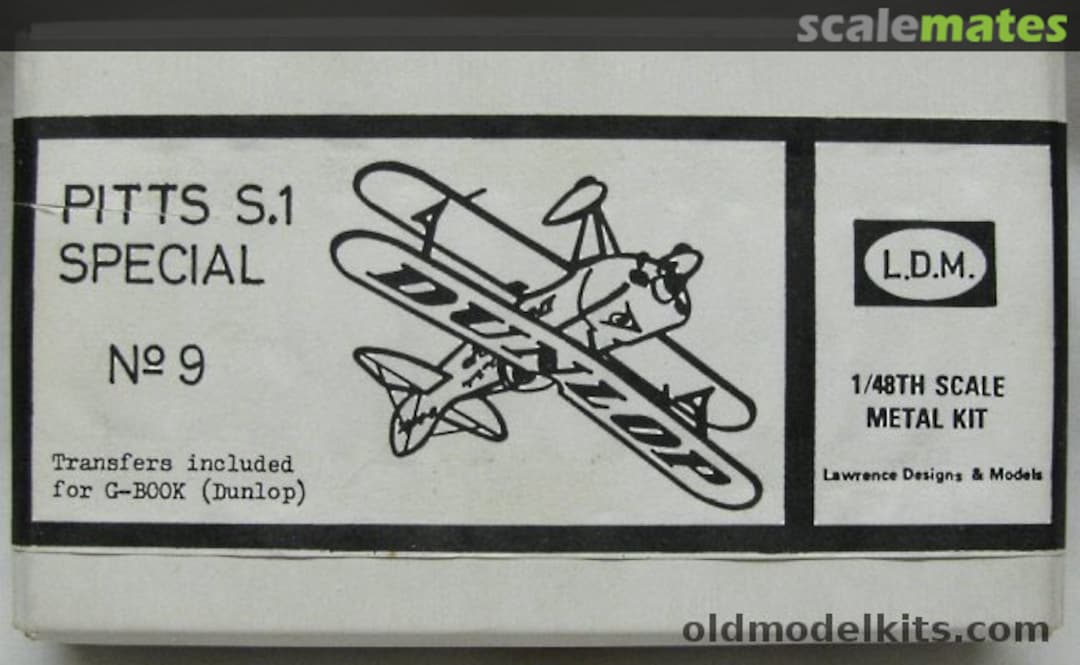 scalemates
PITTS S.1
SPECIAL
Nº 9
Transfers included
for G-BOOK (Dunlop)
DUNLOP
L.D.M.
1/48TH SCALE
METAL KIT
Lawrence Designs & Models
oldmodelkits.com